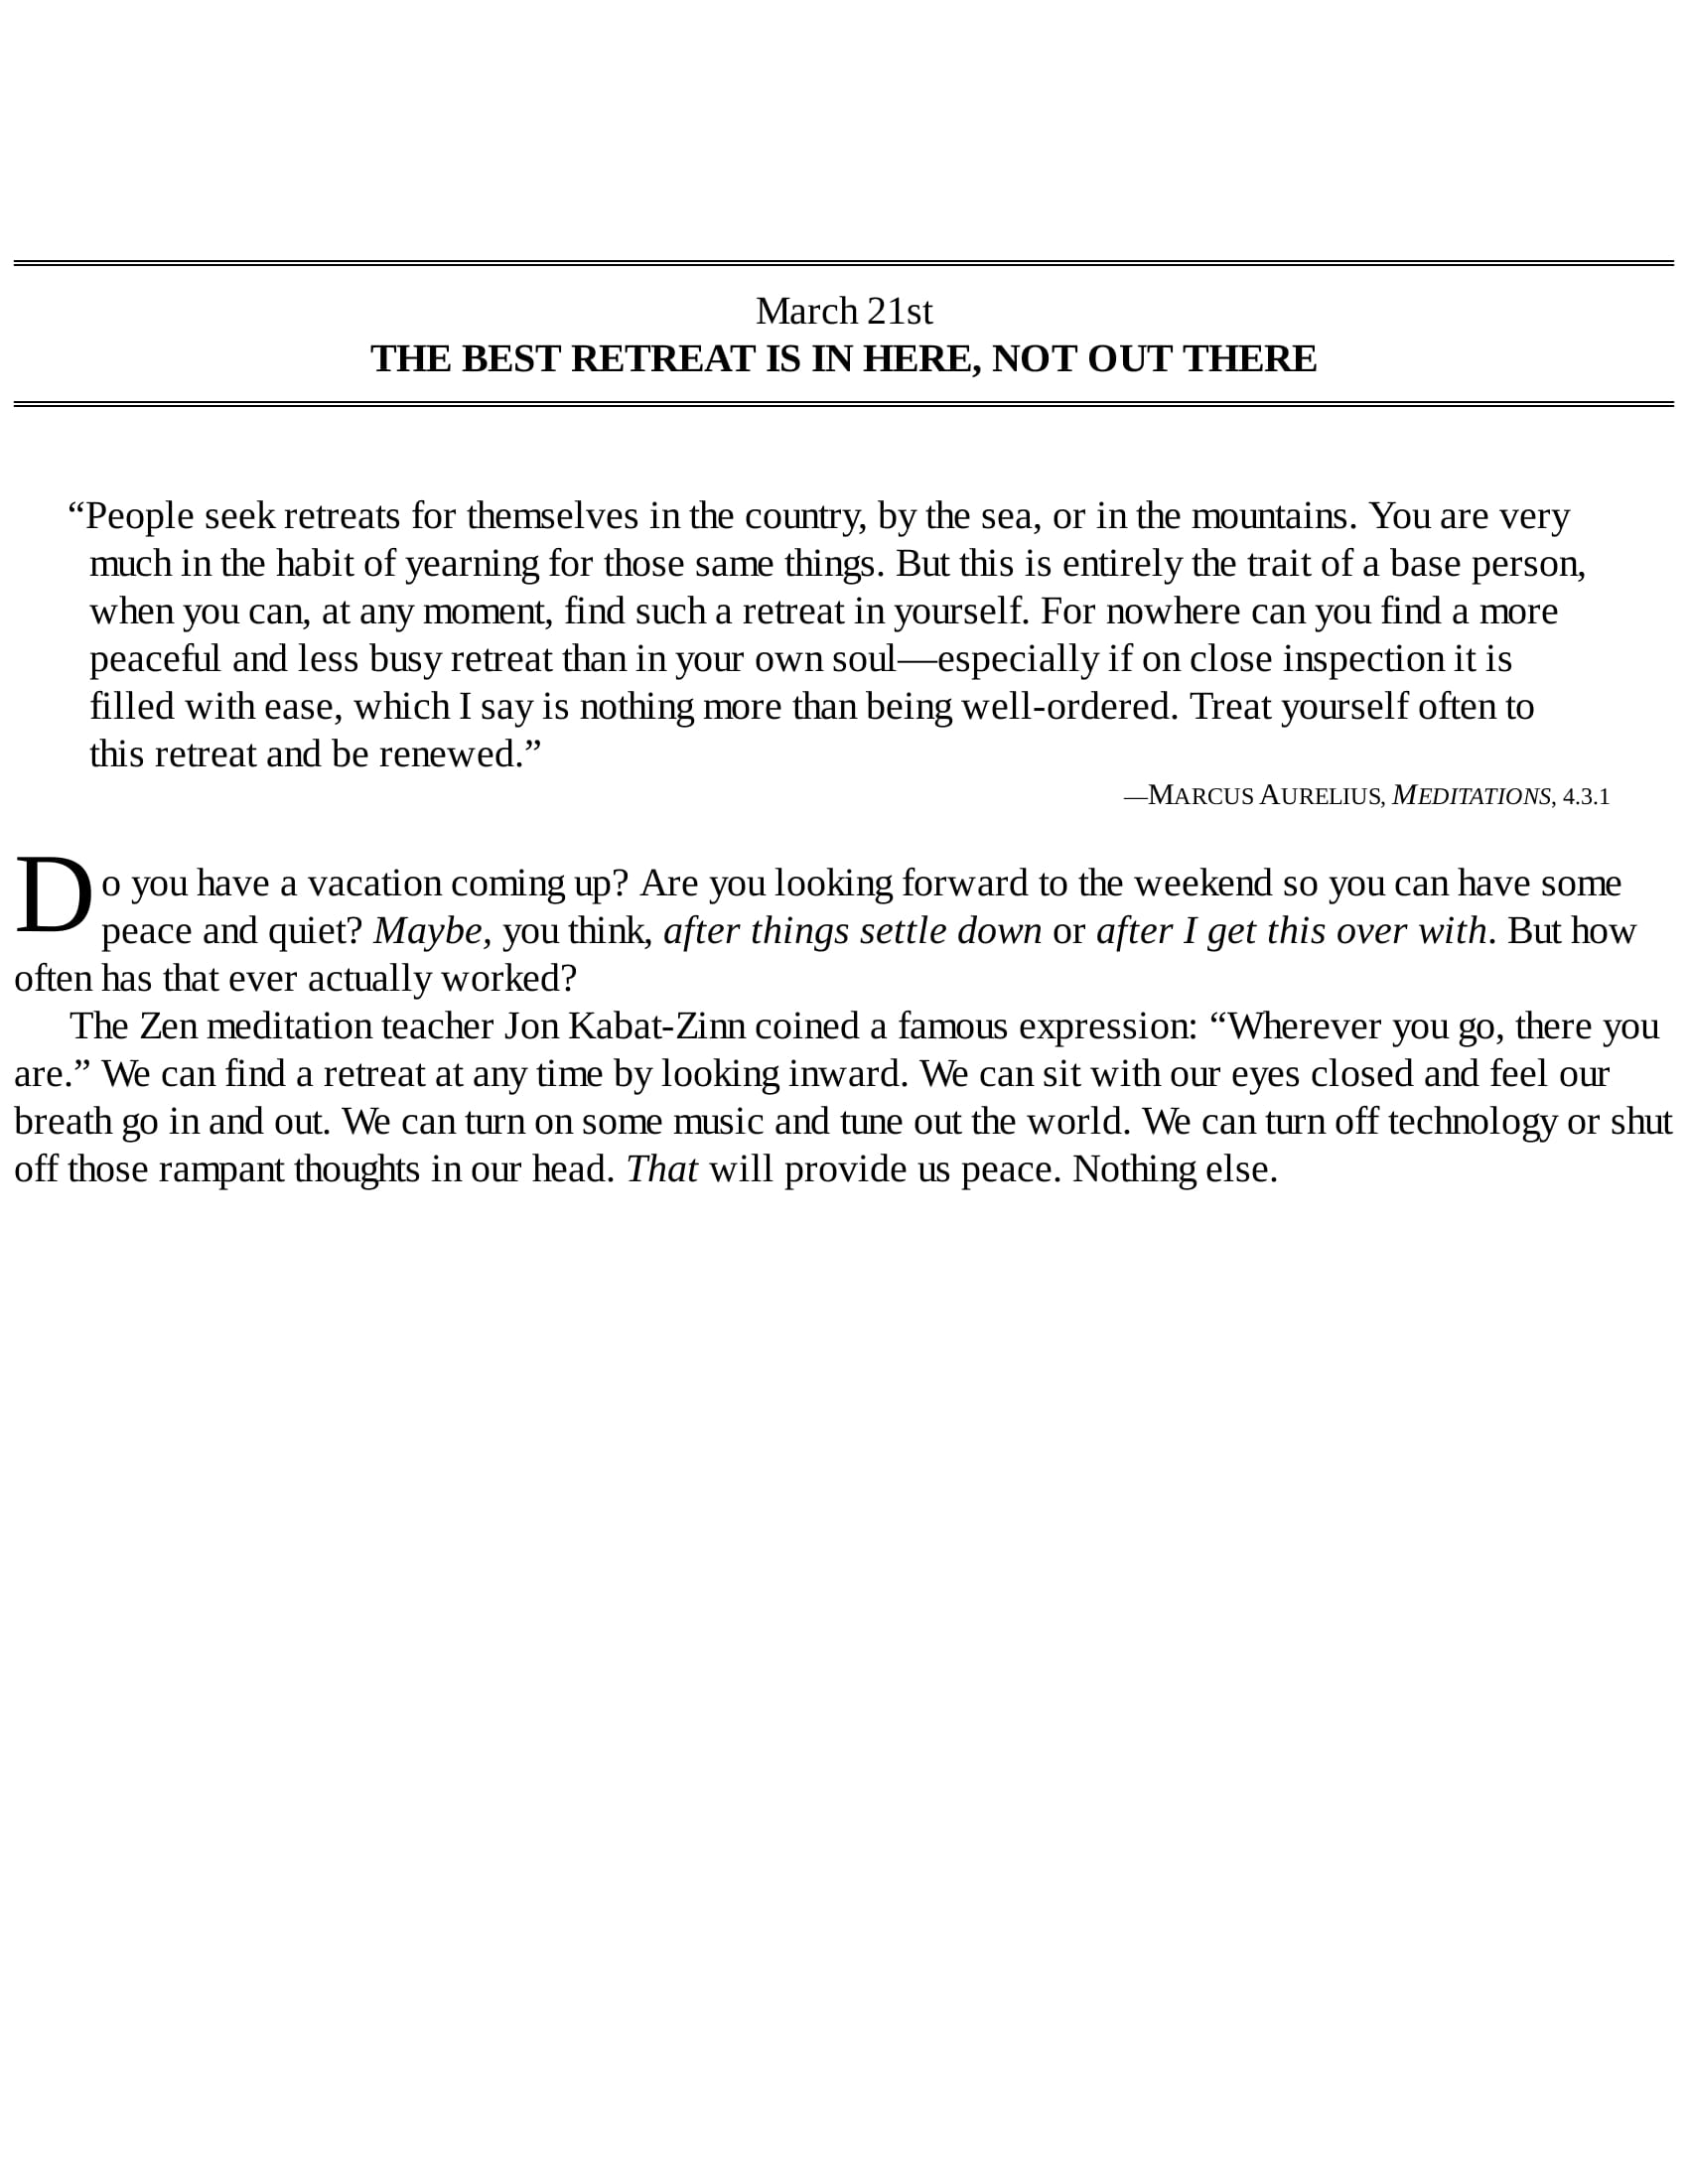 March 21st
THE BEST RETREAT IS IN HERE, NOT OUT THERE
“People seek retreats for themselves in the country, by the sea, or in the mountains. You are very
much in the habit of yearning for those same things. But this is entirely the trait of a base person,
when you can, at any moment, find such a retreat in yourself. For nowhere can you find a more
peaceful and less busy retreat than in your own soul—especially if on close inspection it is
filled with ease, which I say is nothing more than being well-ordered. Treat yourself often to
this retreat and be renewed.”
—MARCUS AURELIUS, MEDITATIONS, 4.3.1
Do you have a vacation coming up? Are you looking forward to the weekend so you can have some
peace and quiet? Maybe, you think, after things settle down or after I get this over with. But how
often has that ever actually worked?
The Zen meditation teacher Jon Kabat-Zinn coined a famous expression: “Wherever you go, there you
are.” We can find a retreat at any time by looking inward. We can sit with our eyes closed and feel our
breath go in and out. We can turn on some music and tune out the world. We can turn off technology or shut
off those rampant thoughts in our head. That will provide us peace. Nothing else.